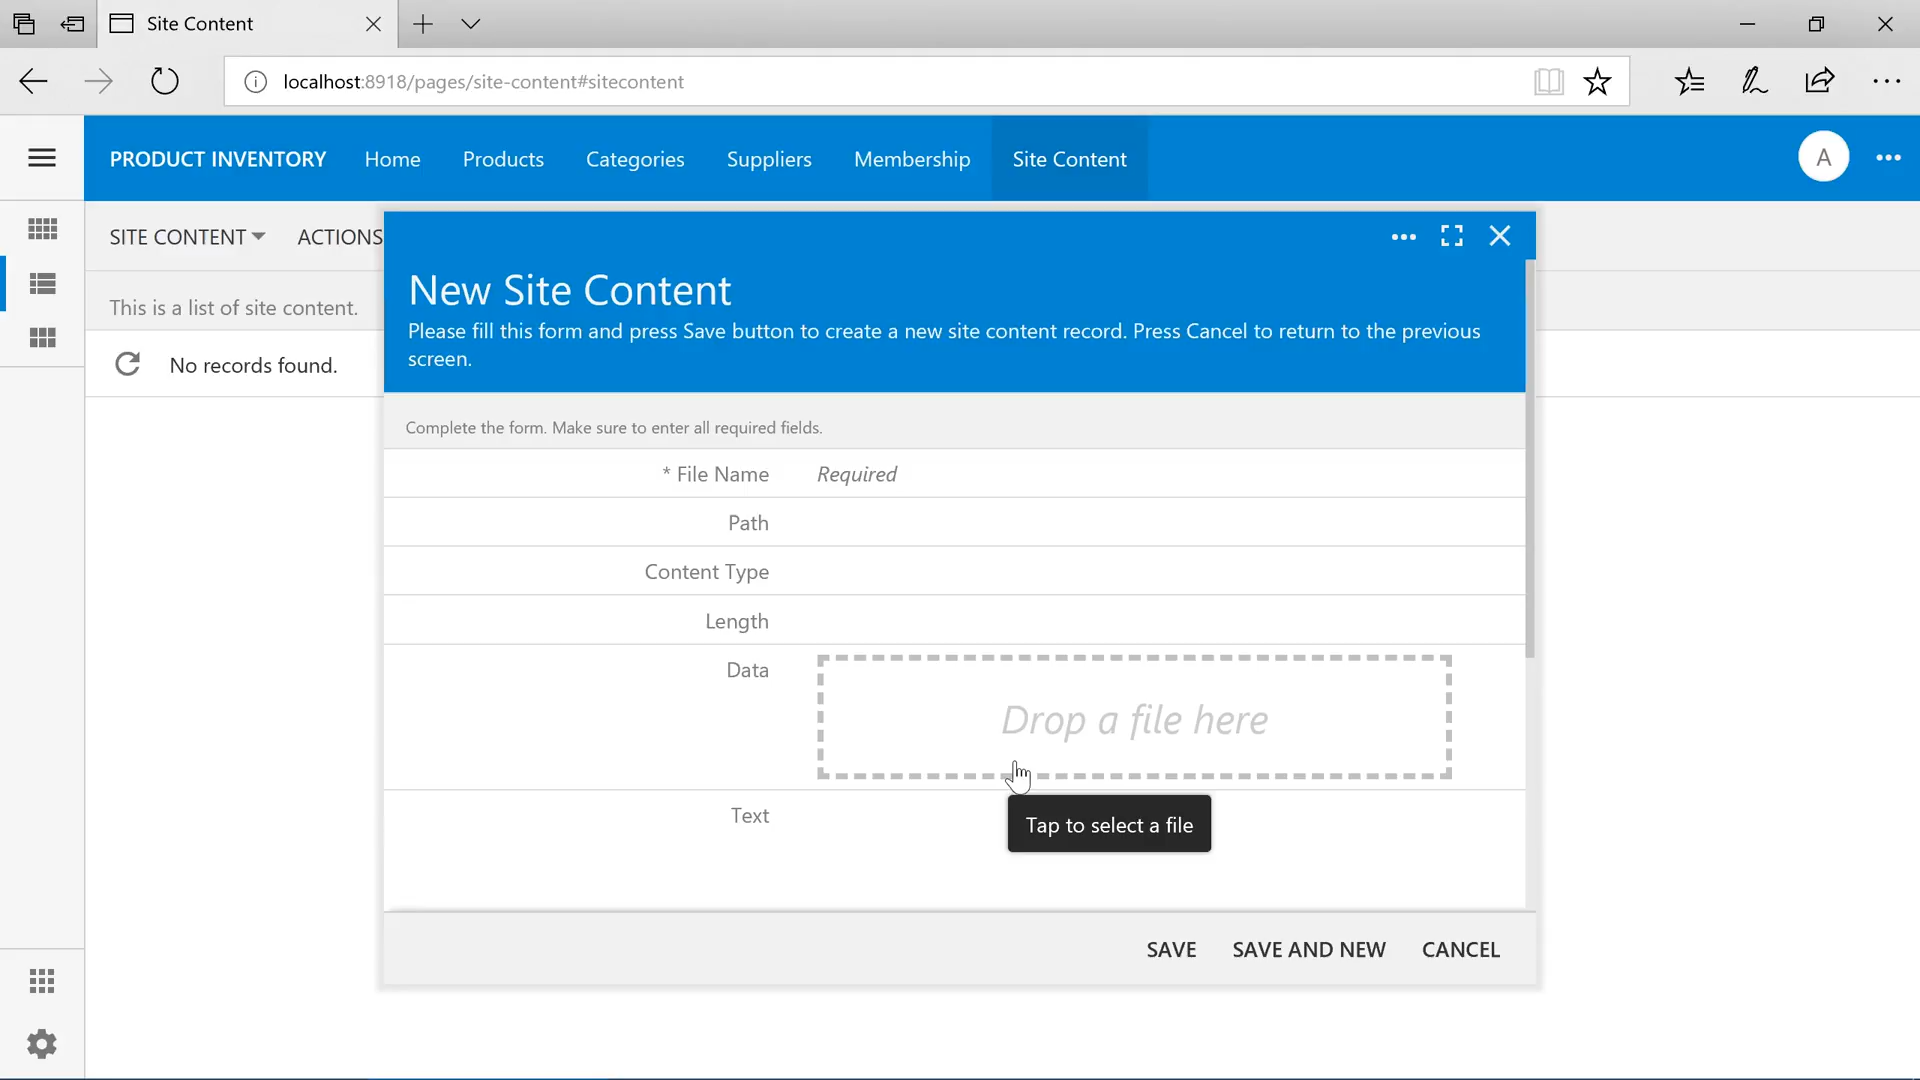 Site Content
localhost:8918/pages/site-content#sitecontent
PRODUCT INVENTORY Home Products Categories Suppliers Membership Site Content A
SITE CONTENT ACTIONS
This is a list of site content.
No records found.
New Site Content
Please fill this form and press Save button to create a new site content record. Press Cancel to return to the previous
screen.
Complete the form. Make sure to enter all required fields.
* File Name Required
Path
Content Type
Length
Data
Drop a file here
Text
Tap to select a file
SAVE SAVE AND NEW CANCEL